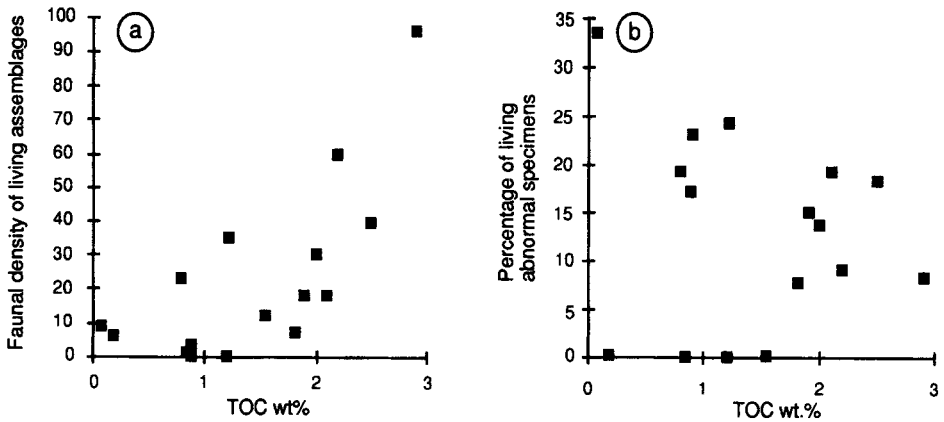 a
Faunal density of living assemblages
100
90
80
70
60
50
40
30
20
10
0
0 1 2 3
TOC wt%
b
Percentage of living
abnormal specimens
35
30
25
20
15
10
5
0
0 1 2 3
TOC wt.%